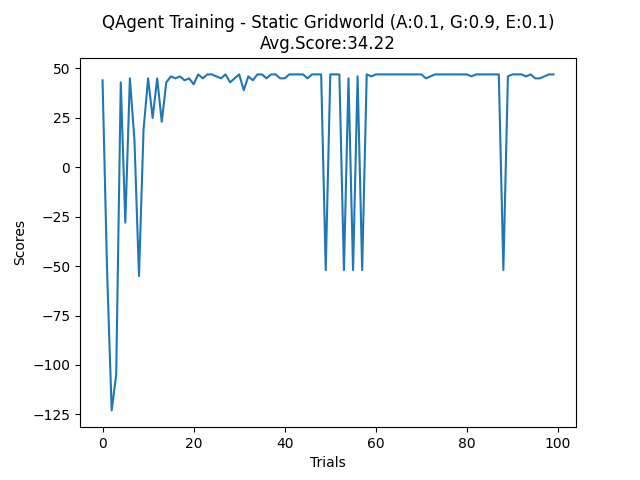 QAgent Training - Static Gridworld (A:0.1, G:0.9, E:0.1)
Avg.Score:34.22
50
25
0
−25
−50
−75
−100
−125
Scores
0 20 40 60 80 100
Trials